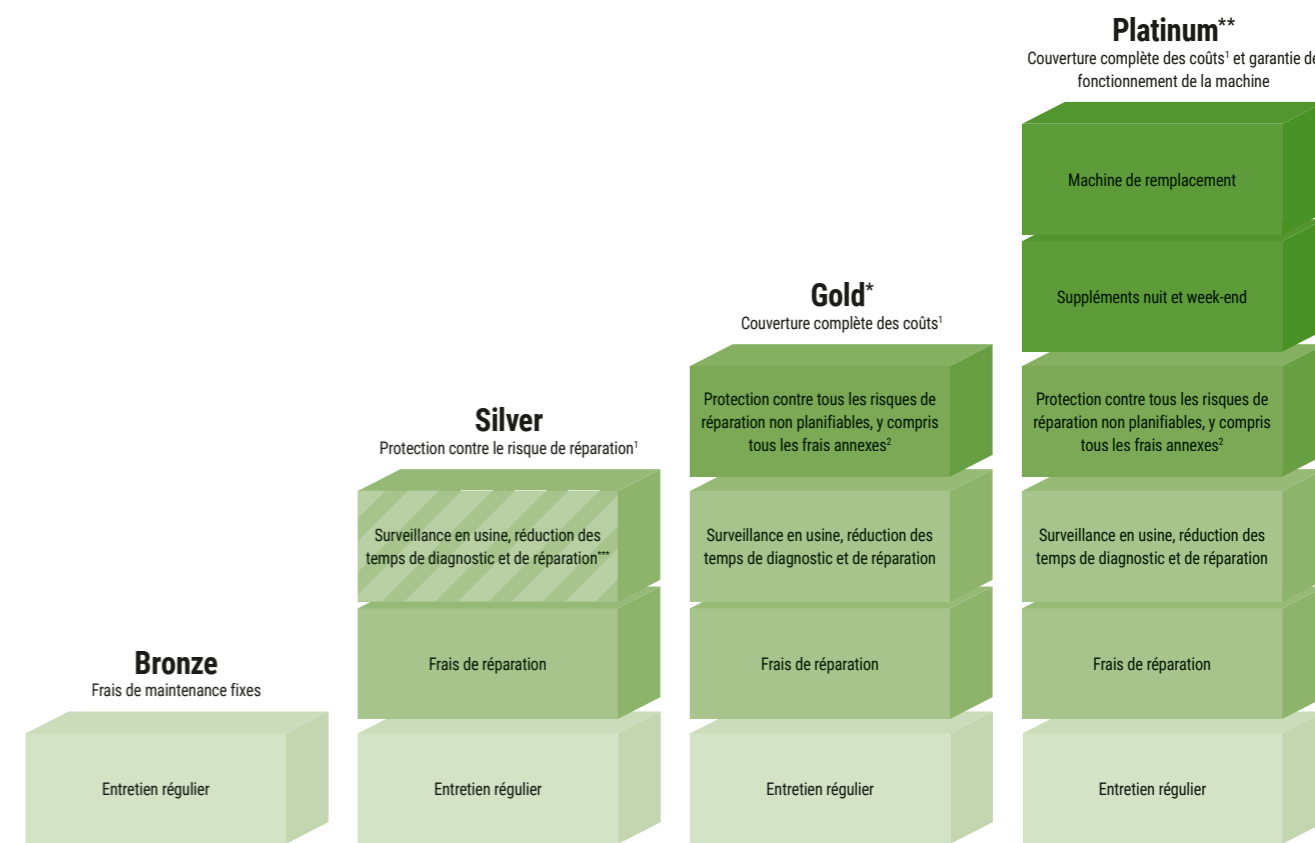 Platinum**
Couverture complète des coûts¹ et garantie de
fonctionnement de la machine
Machine de remplacement
Suppléments nuit et week-end
Protection contre tous les risques de
réparation non planifiables, y compris
tous les frais annexes²
Surveillance en usine, réduction des
temps de diagnostic et de réparation
Frais de réparation
Entretien régulier
Gold*
Couverture complète des coûts¹
Protection contre tous les risques de
réparation non planifiables, y compris
tous les frais annexes²
Surveillance en usine, réduction des
temps de diagnostic et de réparation
Frais de réparation
Entretien régulier
Silver
Protection contre le risque de réparation¹
Surveillance en usine, réduction des
temps de diagnostic et de réparation***
Frais de réparation
Entretien régulier
Bronze
Frais de maintenance fixes
Entretien régulier